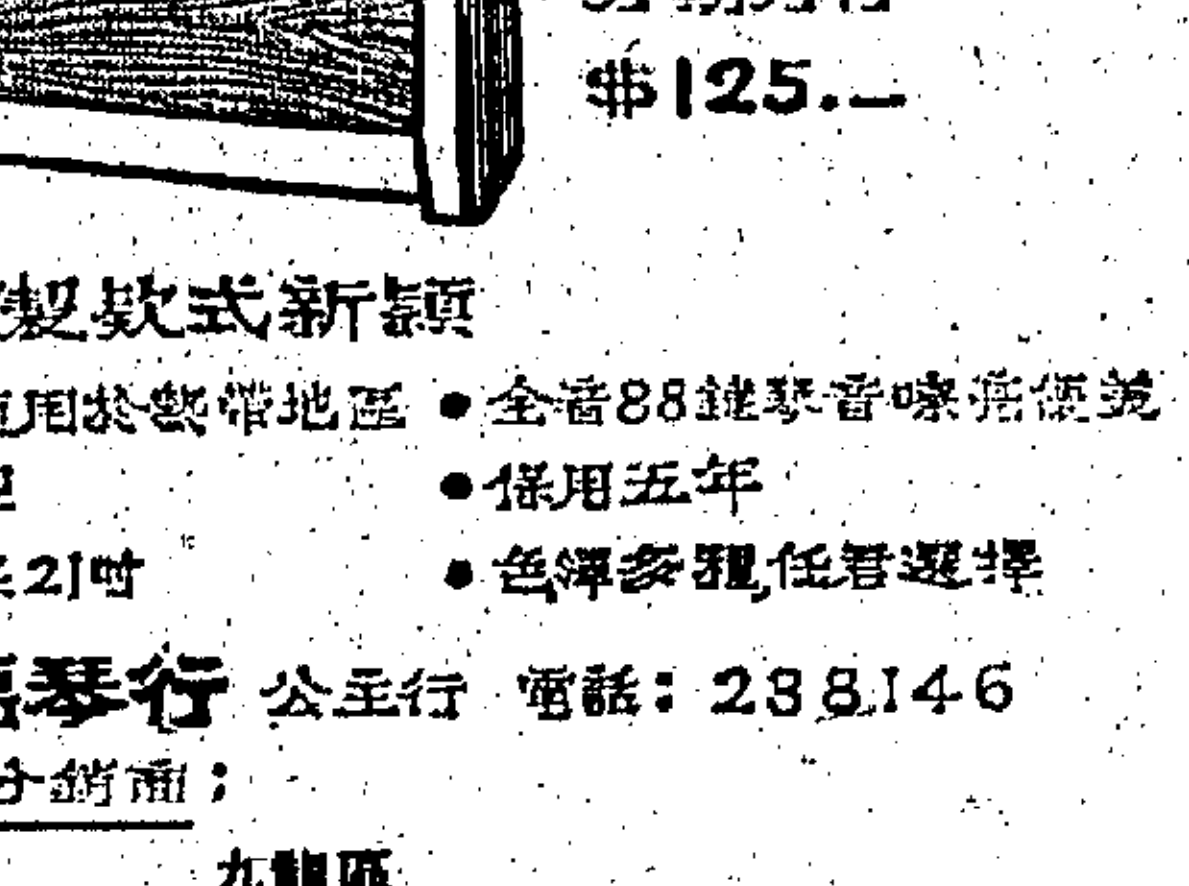 $125.—
製款式新穎
用於熱帶地區 ●全音88鍵琴音嘹喨優美
●保用五年
21吋 ●色澤多種,任君選擇
琴行 公主行 電話:238146
分銷商;
九龍區